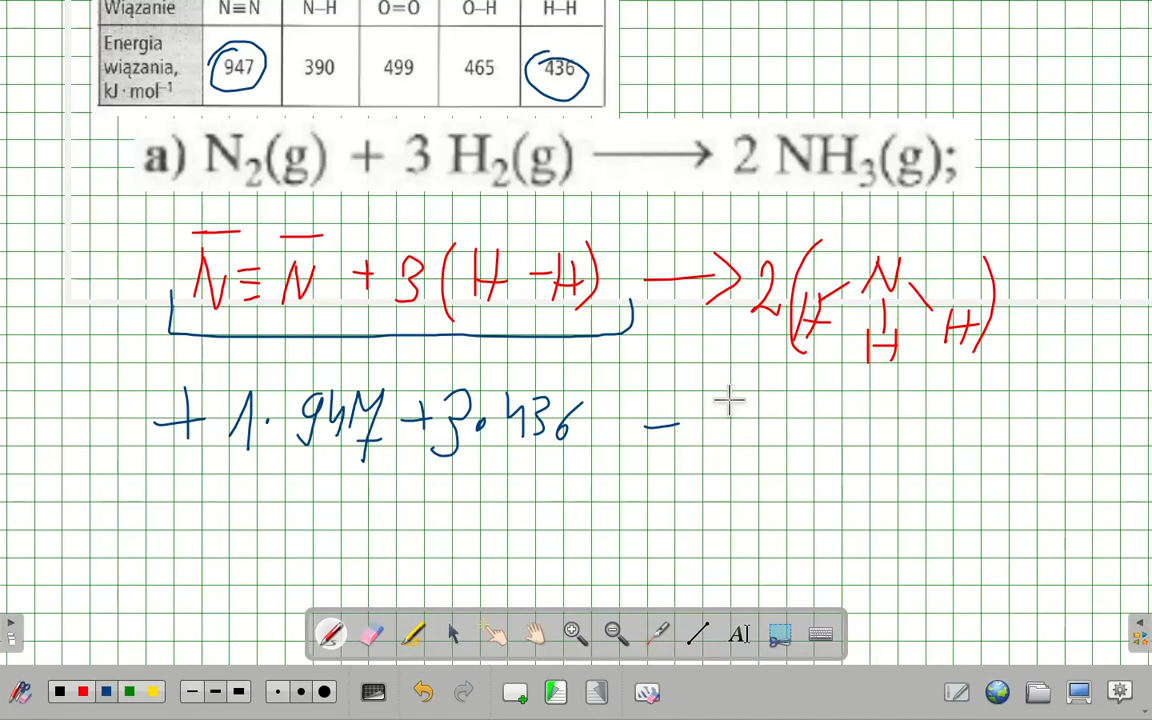 Wiązanie N≡N N–H O=O O–H H–H
Energia wiązania, kJ · mol⁻¹ 947 390 499 465 436
a) N₂(g) + 3 H₂(g) ⟶ 2 NH₃(g);
N ≡ N + 3 (H – H) → 2 (H N H
H)
+ 1 · 947 + 3 · 436 –
AI